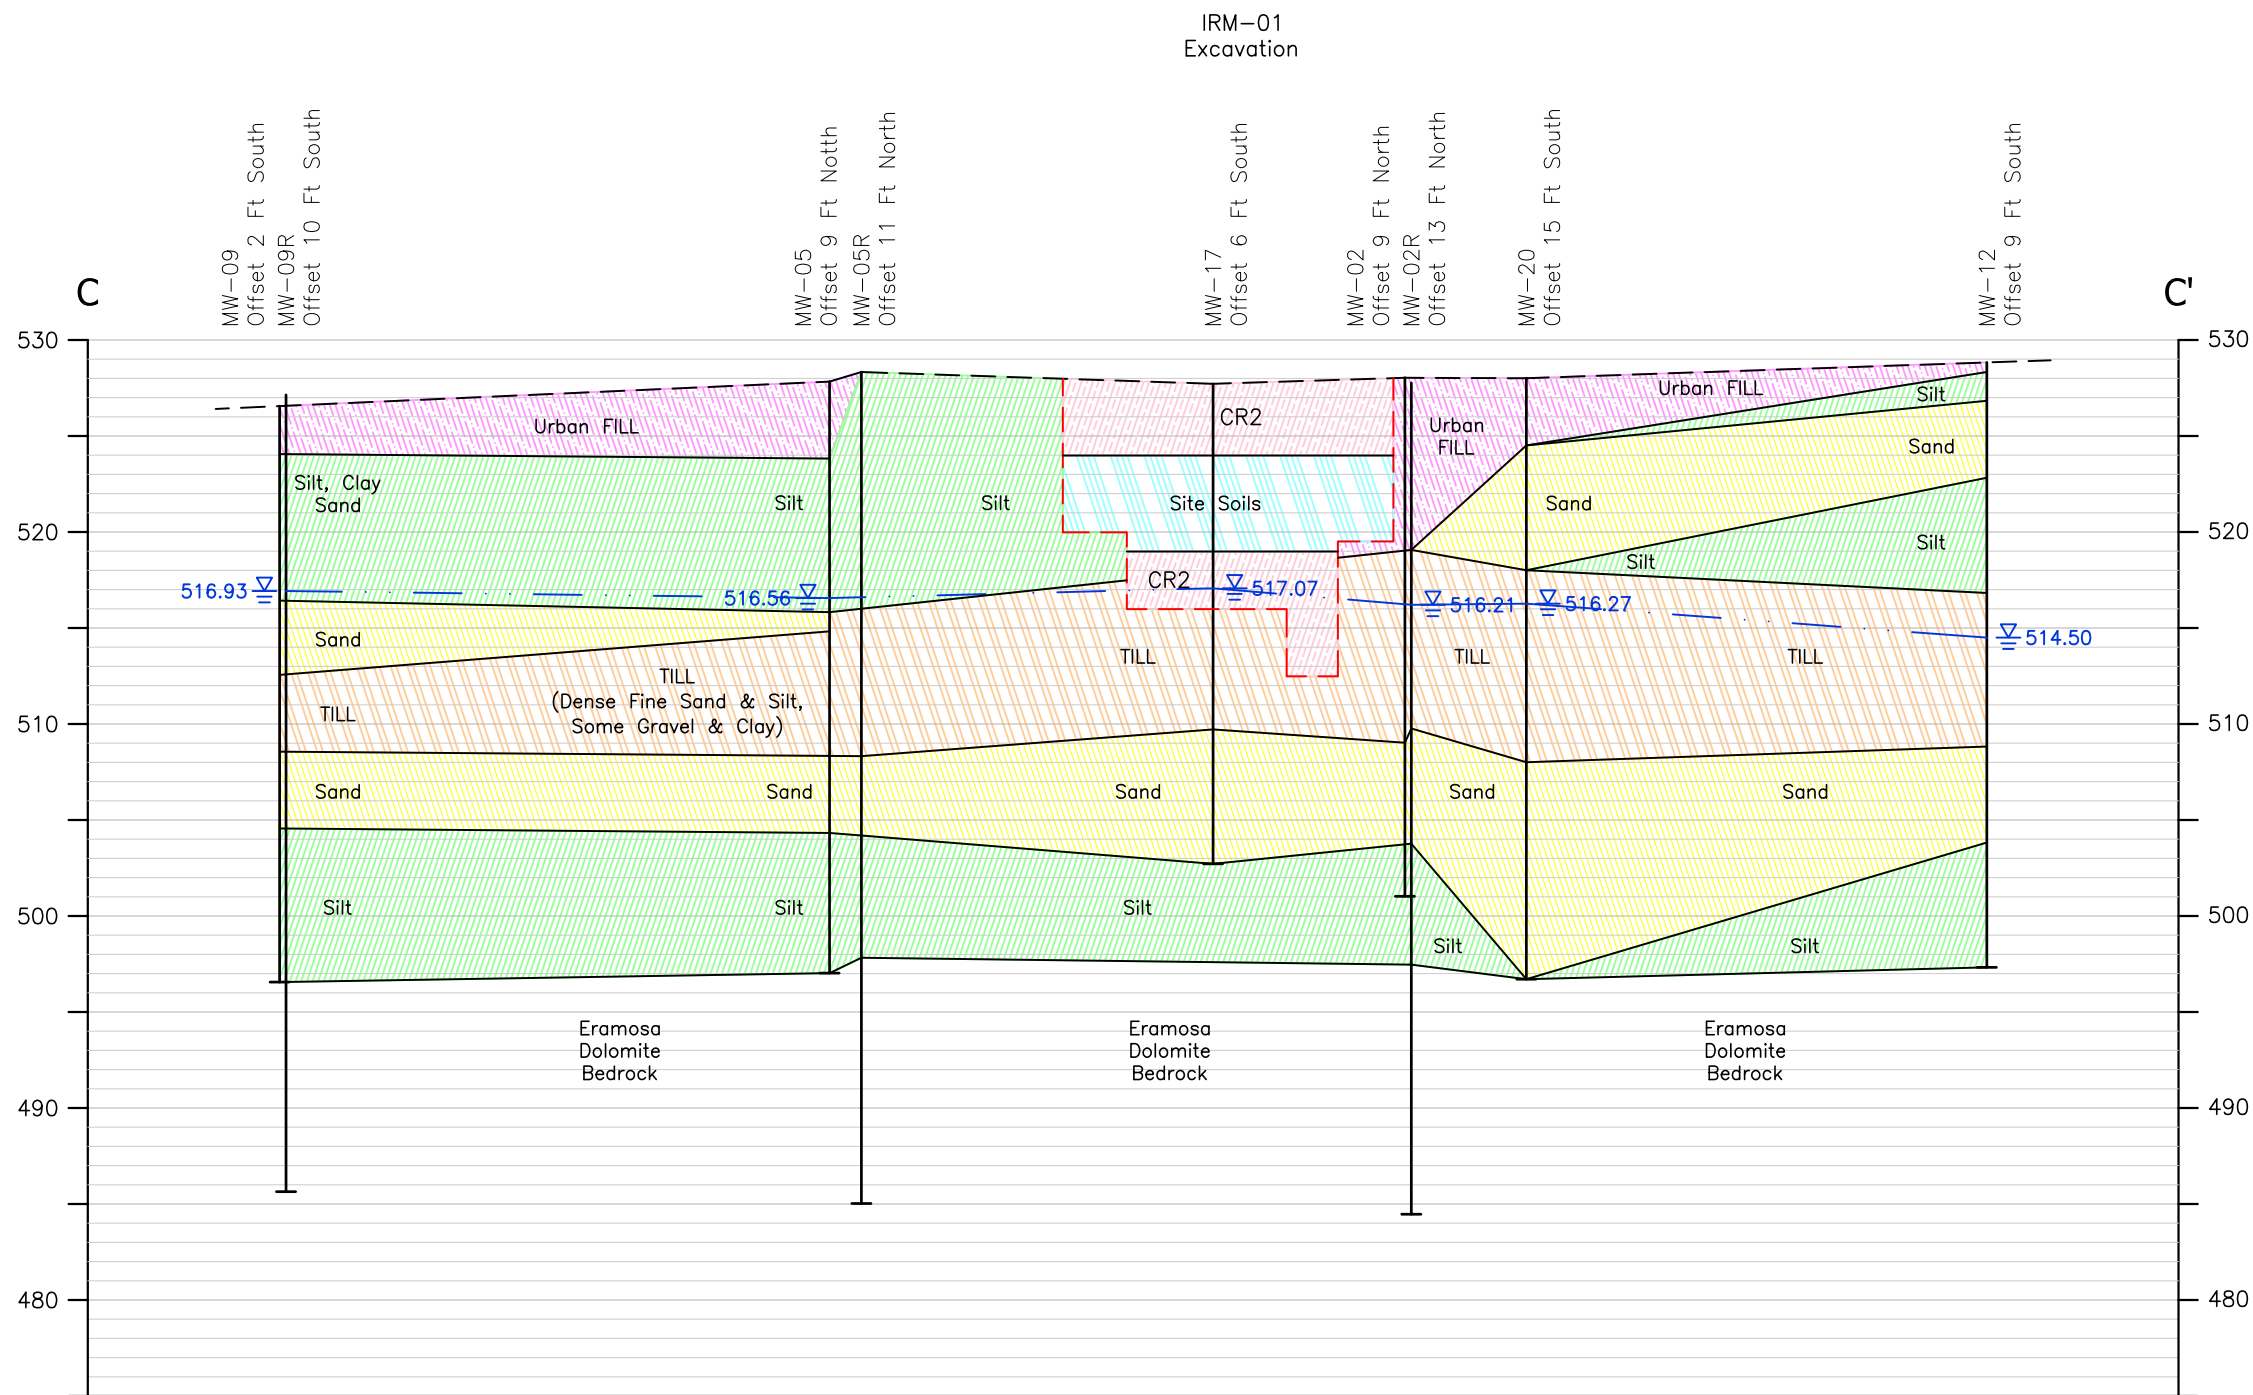 IRM-01
Excavation
MW-09
Offset 2 Ft South
MW-09R
Offset 10 Ft South
MW-05
Offset 9 Ft Notth
MW-05R
Offset 11 Ft North
MW-17
Offset 6 Ft South
MW-02
Offset 9 Ft North
MW-02R
Offset 13 Ft North
MW-20
Offset 15 Ft South
MW-12
Offset 9 Ft South
C
C'
530
530
Urban FILL
Silt
CR2
Urban FILL
Urban
FILL
Sand
Silt, Clay
Sand
Silt
Silt
Site Soils
Sand
520
520
Silt
Silt
516.93
516.56
CR2
517.07
516.21
516.27
514.50
Sand
TILL
TILL
TILL
TILL
(Dense Fine Sand & Silt,
Some Gravel & Clay)
TILL
510
510
Sand
Sand
Sand
Sand
Sand
500
500
Silt
Silt
Silt
Silt
Silt
Eramosa
Dolomite
Bedrock
Eramosa
Dolomite
Bedrock
Eramosa
Dolomite
Bedrock
490
490
480
480